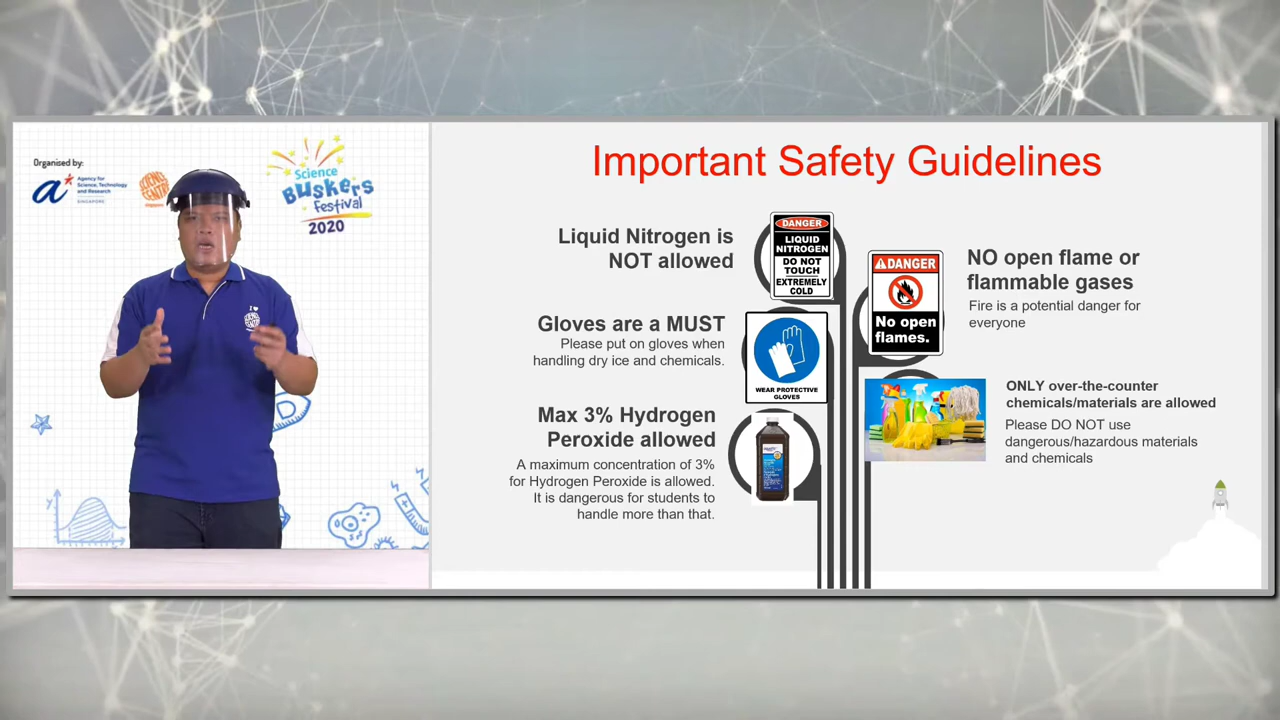 Organised by:
Agency for
Science, Technology
and Research
SINGAPORE
Science
Buskers
Festival
2020
Important Safety Guidelines
Liquid Nitrogen is
NOT allowed
DANGER
LIQUID
NITROGEN
DO NOT
TOUCH
EXTREMELY
COLD
Gloves are a MUST
Please put on gloves when
handling dry ice and chemicals.
WEAR PROTECTIVE
GLOVES
Max 3% Hydrogen
Peroxide allowed
A maximum concentration of 3%
for Hydrogen Peroxide is allowed.
It is dangerous for students to
handle more than that.
DANGER
No open
flames.
NO open flame or
flammable gases
Fire is a potential danger for
everyone
ONLY over-the-counter
chemicals/materials are allowed
Please DO NOT use
dangerous/hazardous materials
and chemicals